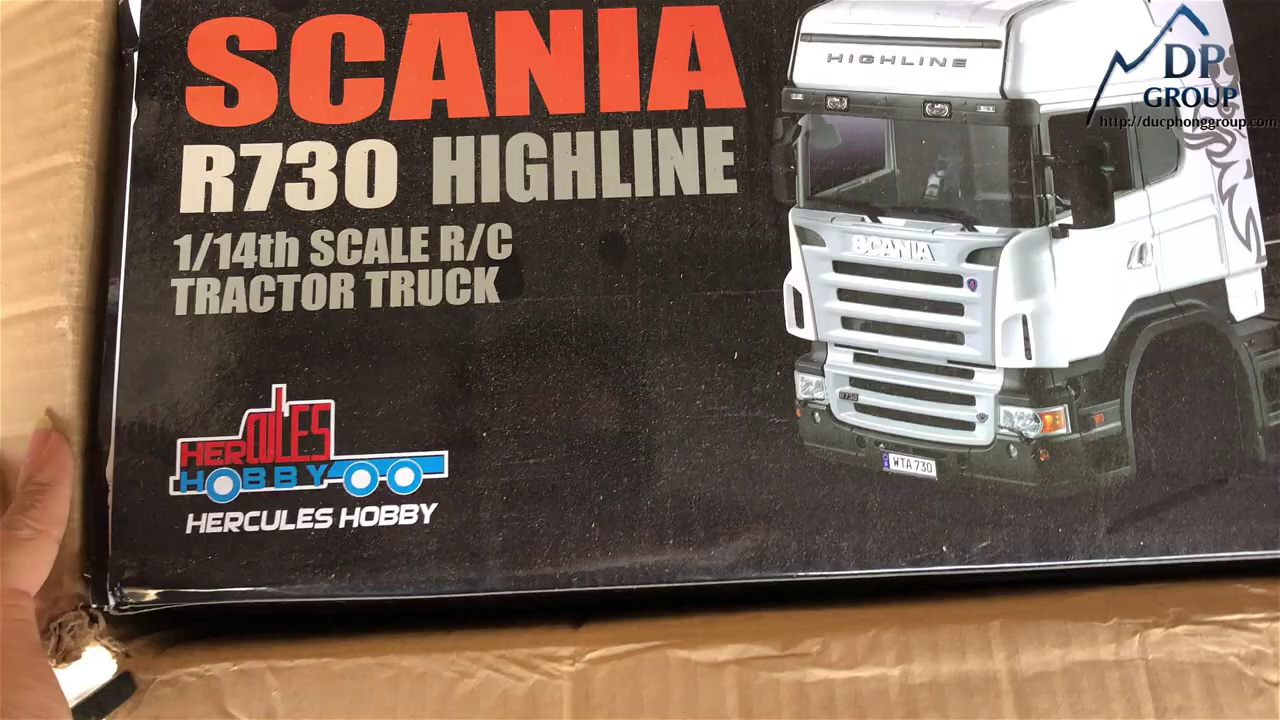 SCANIA
R730 HIGHLINE
1/14th SCALE R/C
TRACTOR TRUCK
HERCULES
HOBBY
HERCULES HOBBY
HIGHLINE
SCANIA
R730
WTA 730
DP
GROUP
http://ducphonggroup.com